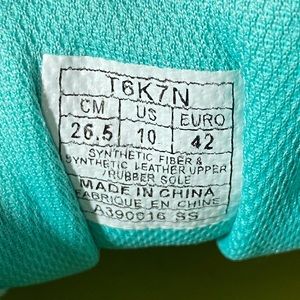 T6K7N
CM US EURO
26.5 10 42
SYNTHETIC FIBER &
SYNTHETIC LEATHER UPPER
/RUBBER SOLE
MADE IN CHINA
FABRIQUE EN CHINE
A390016 SS